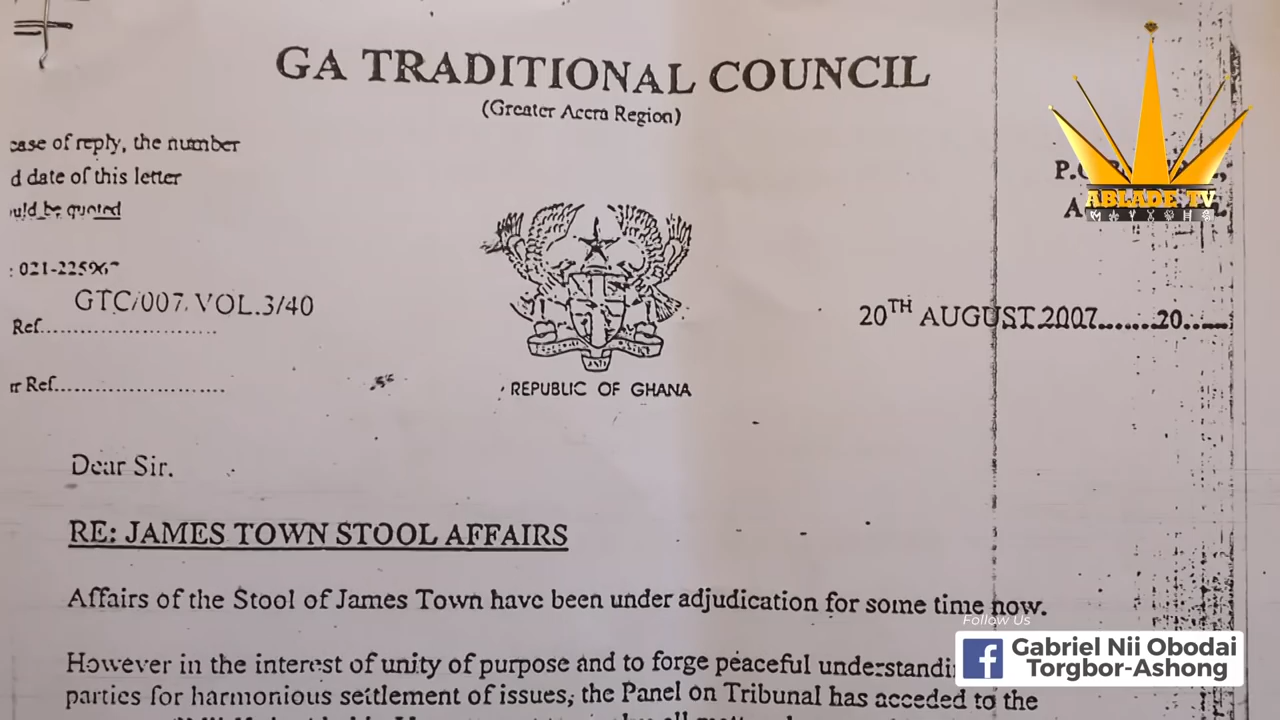 GA TRADITIONAL COUNCIL
(Greater Accra Region)
case of reply, the number
d date of this letter
uld be quoted
: 021-22596
GTC/007. VOL.3/40
Ref
20TH AUGUST 2007.......20......
r Ref
REPUBLIC OF GHANA
ABLADE TV
Dear Sir.
RE: JAMES TOWN STOOL AFFAIRS
Affairs of the Stool of James Town have been under adjudication for some time now.
However in the interest of unity of purpose and to forge peaceful
parties for harmonious settlement of issues, the Panel on Tribunal has acceded to the
Follow Us
Gabriel Nii Obodai
Torgbor-Ashong